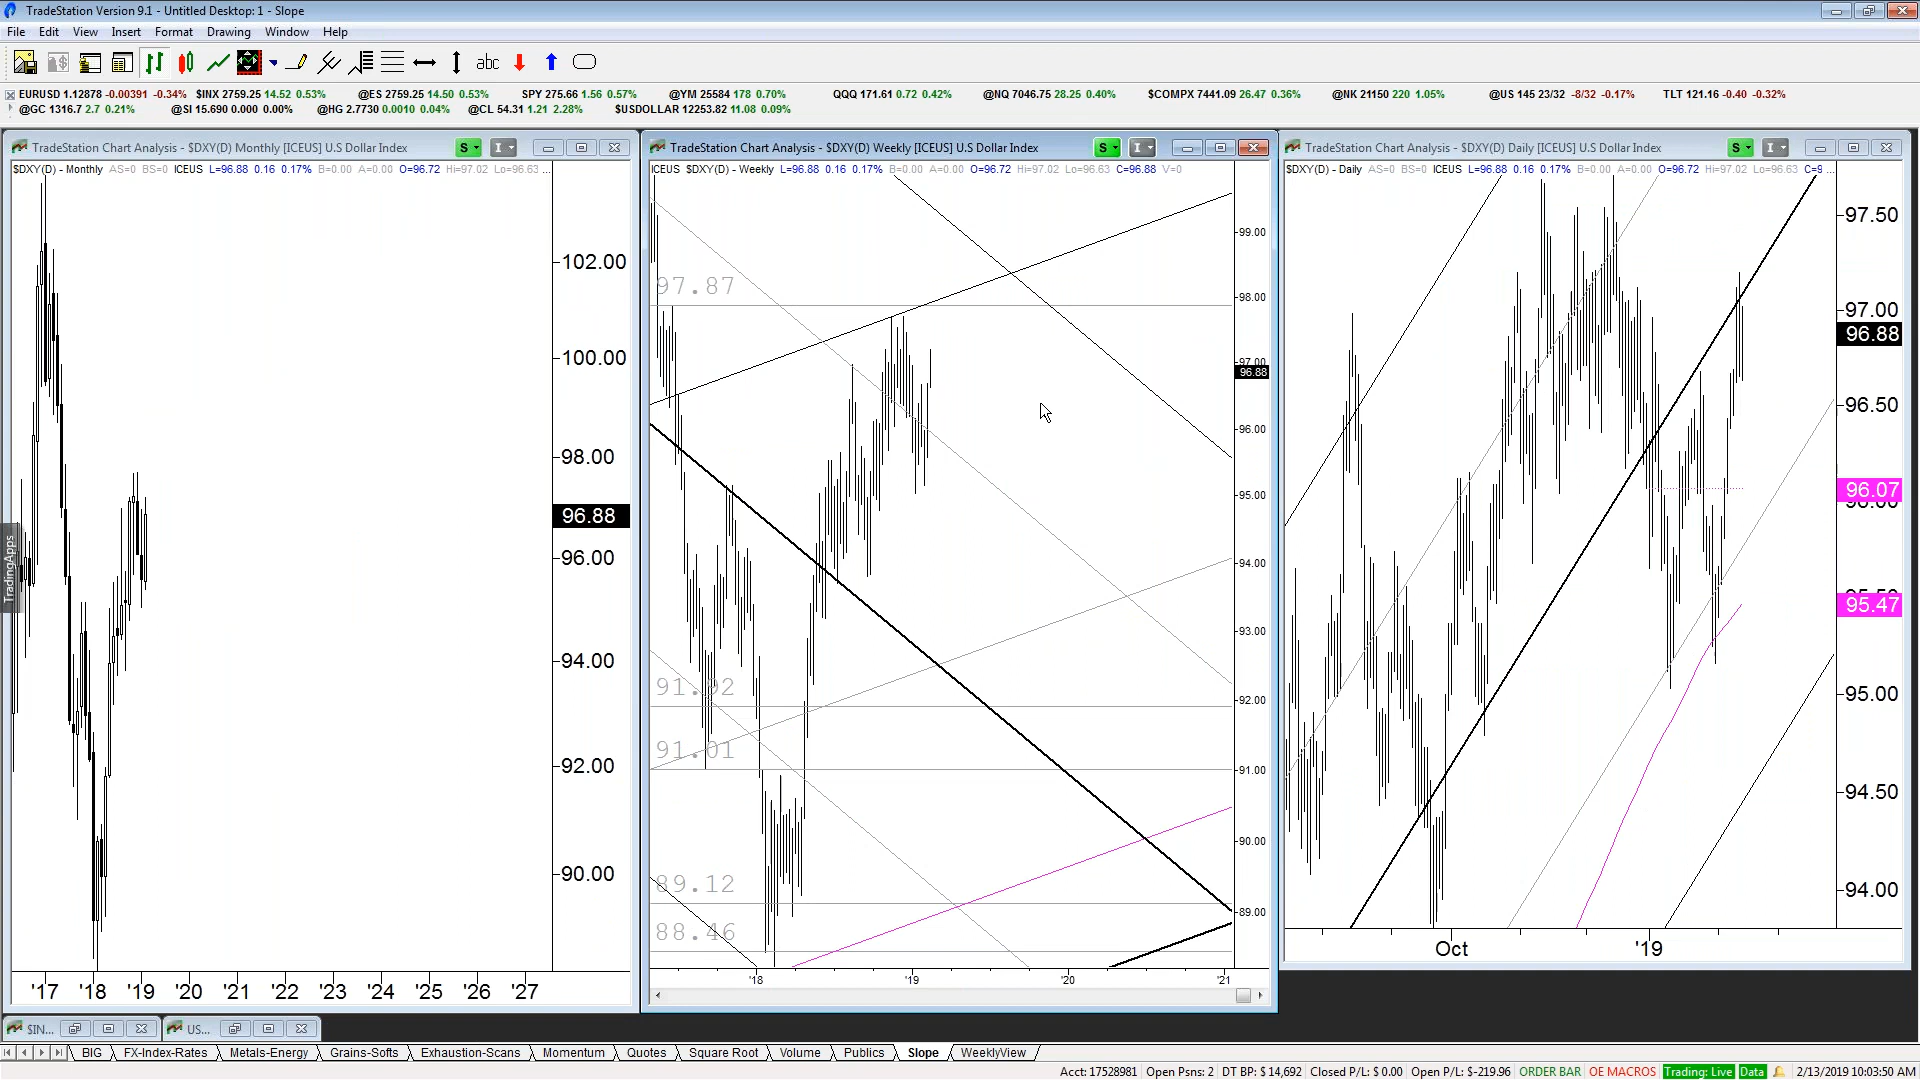 TradeStation Version 9.1 - Untitled Desktop: 1 - Slope
File Edit View Insert Format Drawing Window Help
abc
EURUSD 1.12878 -0.00391 -0.34% $INX 2759.25 14.52 0.53% @ES 2759.25 14.50 0.53% SPY 275.66 1.56 0.57% @YM 25584 178 0.70% QQQ 171.61 0.72 0.42% @NQ 7046.75 28.25 0.40% $COMPX 7441.09 26.47 0.36% @NK 21150 220 1.05% @US 145 23/32 -8/32 -0.17% TLT 121.16 -0.40 -0.32%
@GC 1316.7 2.7 0.21% @SI 15.690 0.000 0.00% @HG 2.7730 0.0010 0.04% @CL 54.31 1.21 2.28% $USDOLLAR 12253.82 11.08 0.09%
TradeStation Chart Analysis - $DXY(D) Monthly [ICEUS] U.S Dollar Index S I
$DXY(D) - Monthly AS=0 BS=0 ICEUS L=96.88 0.16 0.17% B=0.00 A=0.00 O=96.72 Hi=97.02 Lo=96.63 ...
102.00
100.00
98.00
96.88
96.00
94.00
92.00
90.00
'17 '18 '19 '20 '21 '22 '23 '24 '25 '26 '27
TradingApps
TradeStation Chart Analysis - $DXY(D) Weekly [ICEUS] U.S Dollar Index S I
ICEUS $DXY(D) - Weekly L=96.88 0.16 0.17% B=0.00 A=0.00 O=96.72 Hi=97.02 Lo=96.63 C=96.88 V=0
97.87
91.92
91.01
89.12
88.46
99.00
98.00
97.00
96.88
96.00
95.00
94.00
93.00
92.00
91.00
90.00
89.00
'18 '19 '20 '21
TradeStation Chart Analysis - $DXY(D) Daily [ICEUS] U.S Dollar Index S I
$DXY(D) - Daily AS=0 BS=0 ICEUS L=96.88 0.16 0.17% B=0.00 A=0.00 O=96.72 Hi=97.02 Lo=96.63 C=9 ...
97.50
97.00
96.88
96.50
96.07
95.47
95.00
94.50
94.00
Oct '19
$IN... US...
BIG FX-Index-Rates Metals-Energy Grains-Softs Exhaustion-Scans Momentum Quotes Square Root Volume Publics Slope WeeklyView
Acct: 17528981 Open Psns: 2 DT BP: $ 14,692 Closed P/L: $ 0.00 Open P/L: $-219.96 ORDER BAR OE MACROS Trading: Live Data 2/13/2019 10:03:50 AM